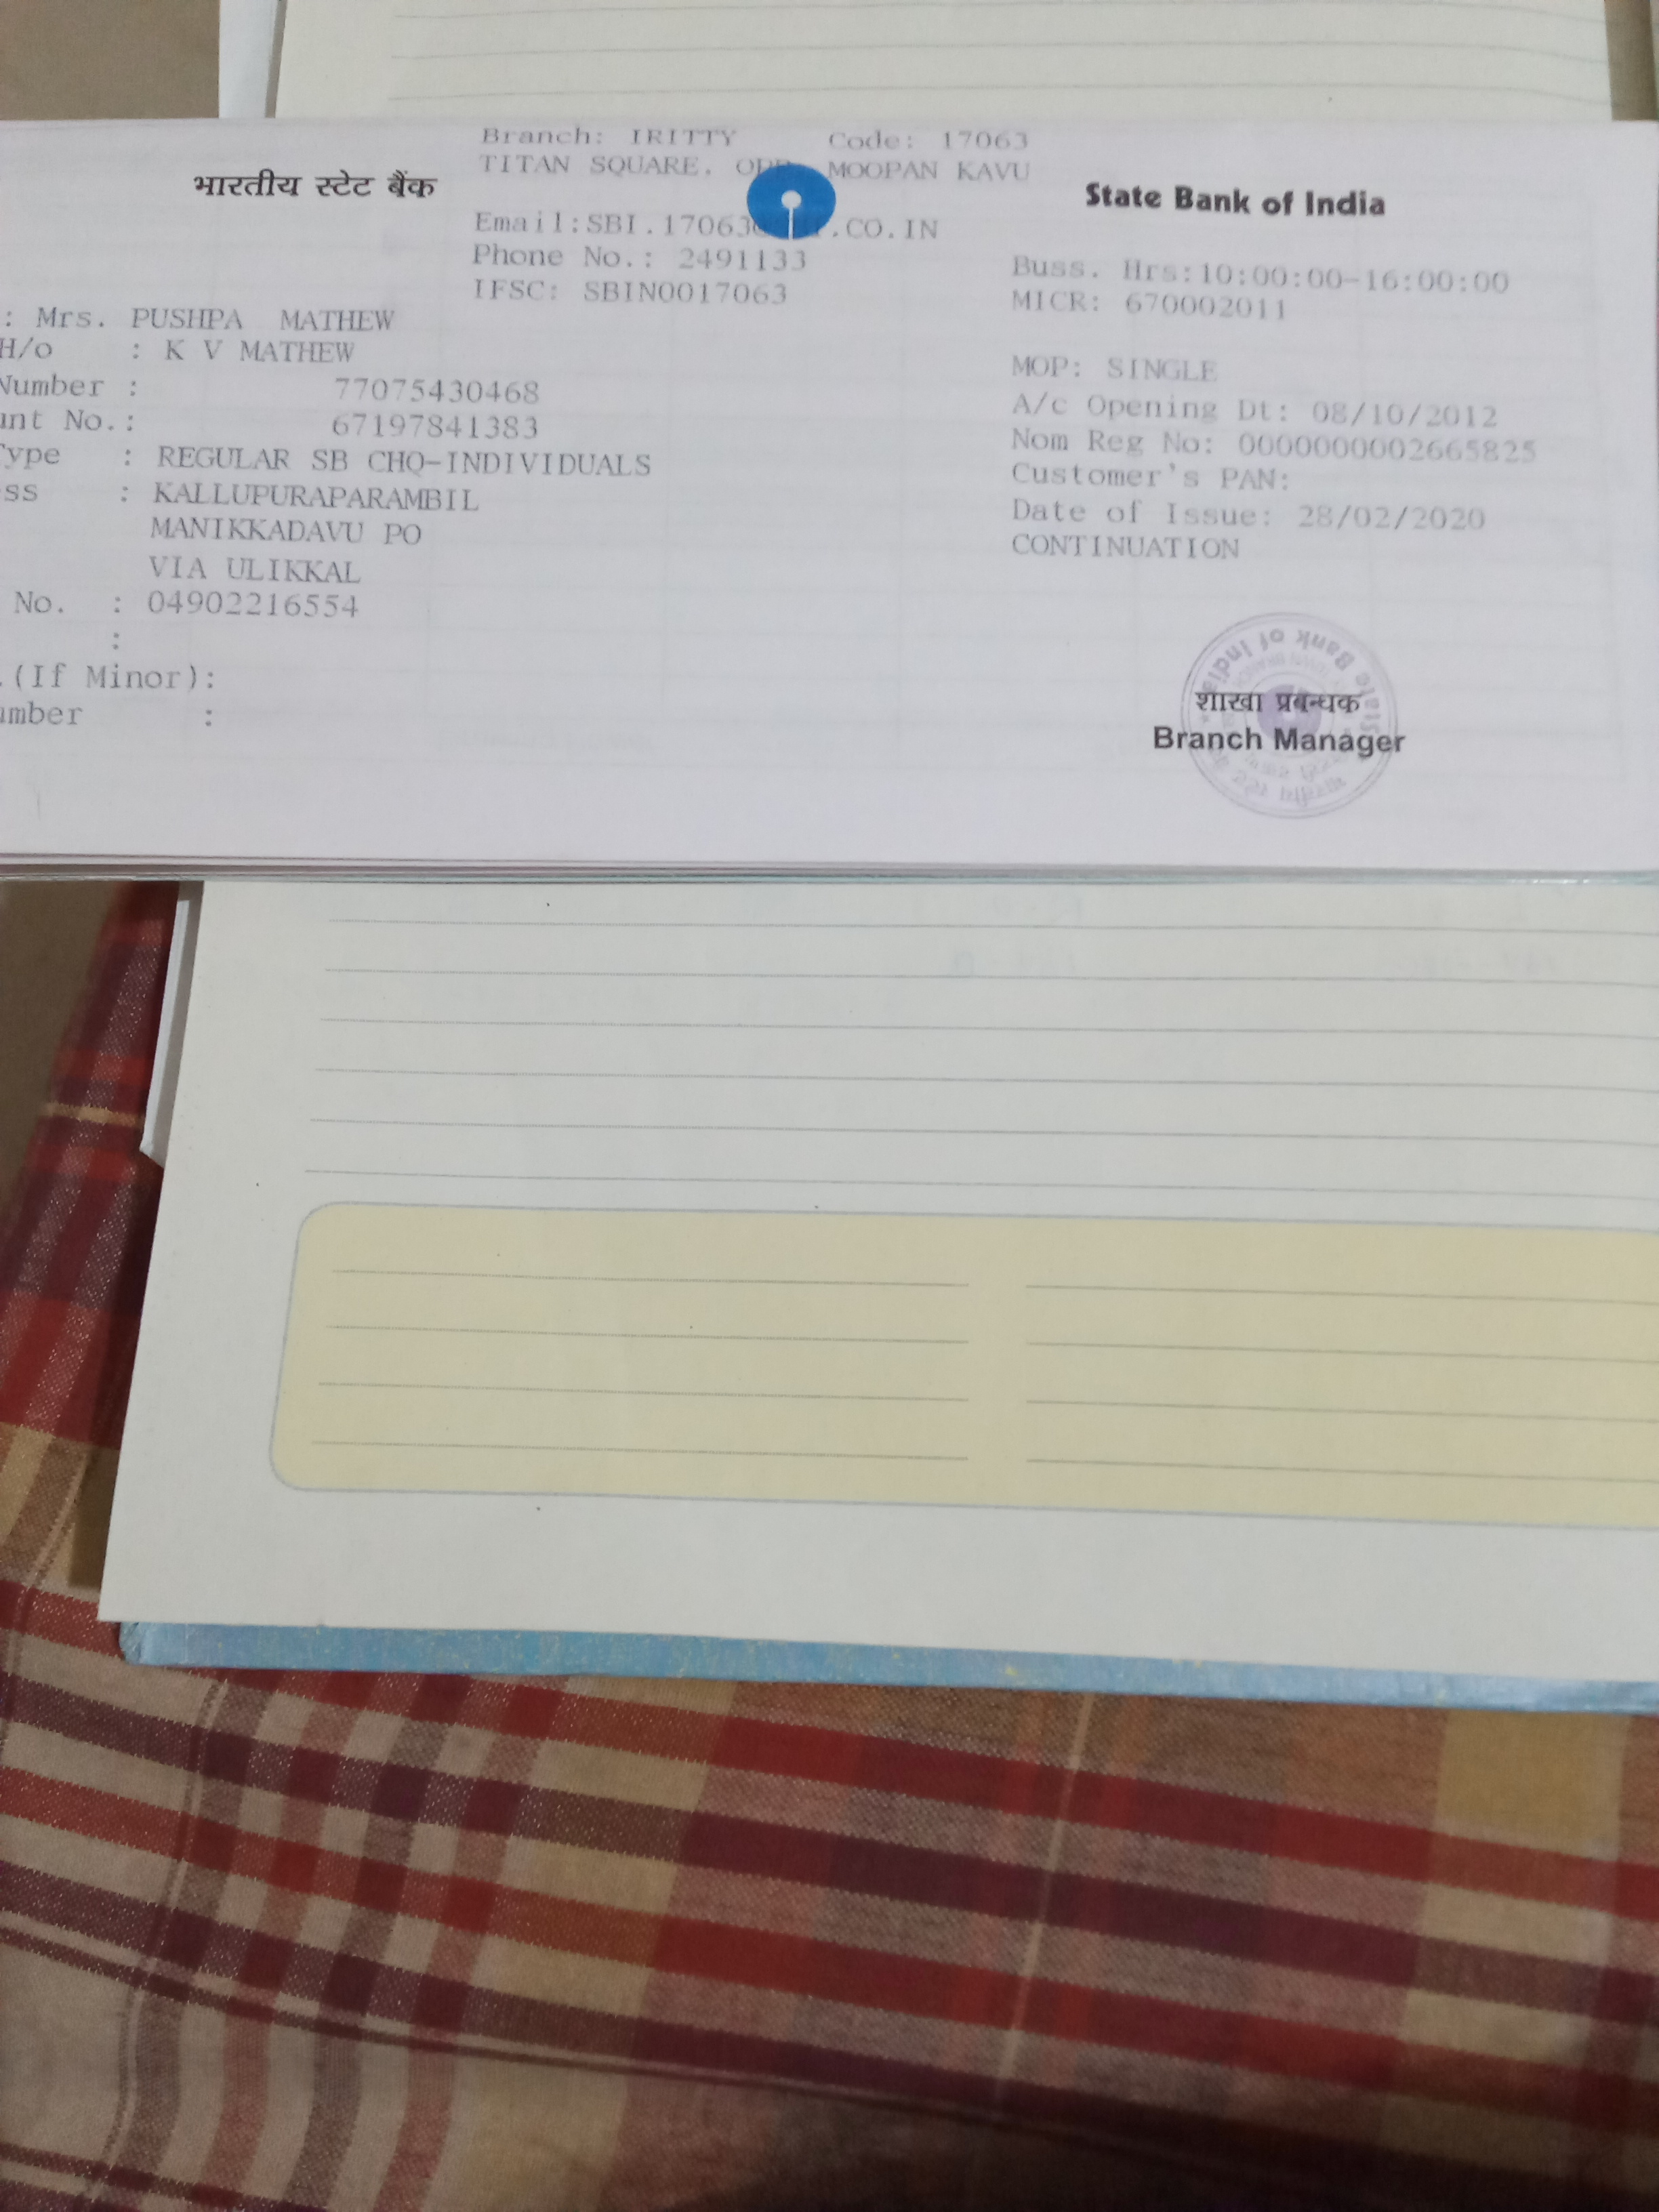 Branch: IRITTY Code: 17063
TITAN SQUARE, OPP. MOOPAN KAVU
भारतीय स्टेट बैंक
State Bank of India
Email:SBI.17063 .CO.IN
Phone No.: 2491133
Buss. Hrs:10:00:00-16:00:00
IFSC: SBIN0017063
MICR: 670002011
: Mrs. PUSHPA MATHEW
H/o : K V MATHEW
MOP: SINGLE
Number : 77075430468
A/c Opening Dt: 08/10/2012
unt No.: 67197841383
Nom Reg No: 0000000002665825
Type : REGULAR SB CHQ-INDIVIDUALS
Customer's PAN:
ss : KALLUPURAPARAMBIL
Date of Issue: 28/02/2020
MANIKKADAVU PO
CONTINUATION
VIA ULIKKAL
No. : 04902216554
:
.(If Minor):
umber :
State Bank of India
शाखा प्रबन्धक
Branch Manager